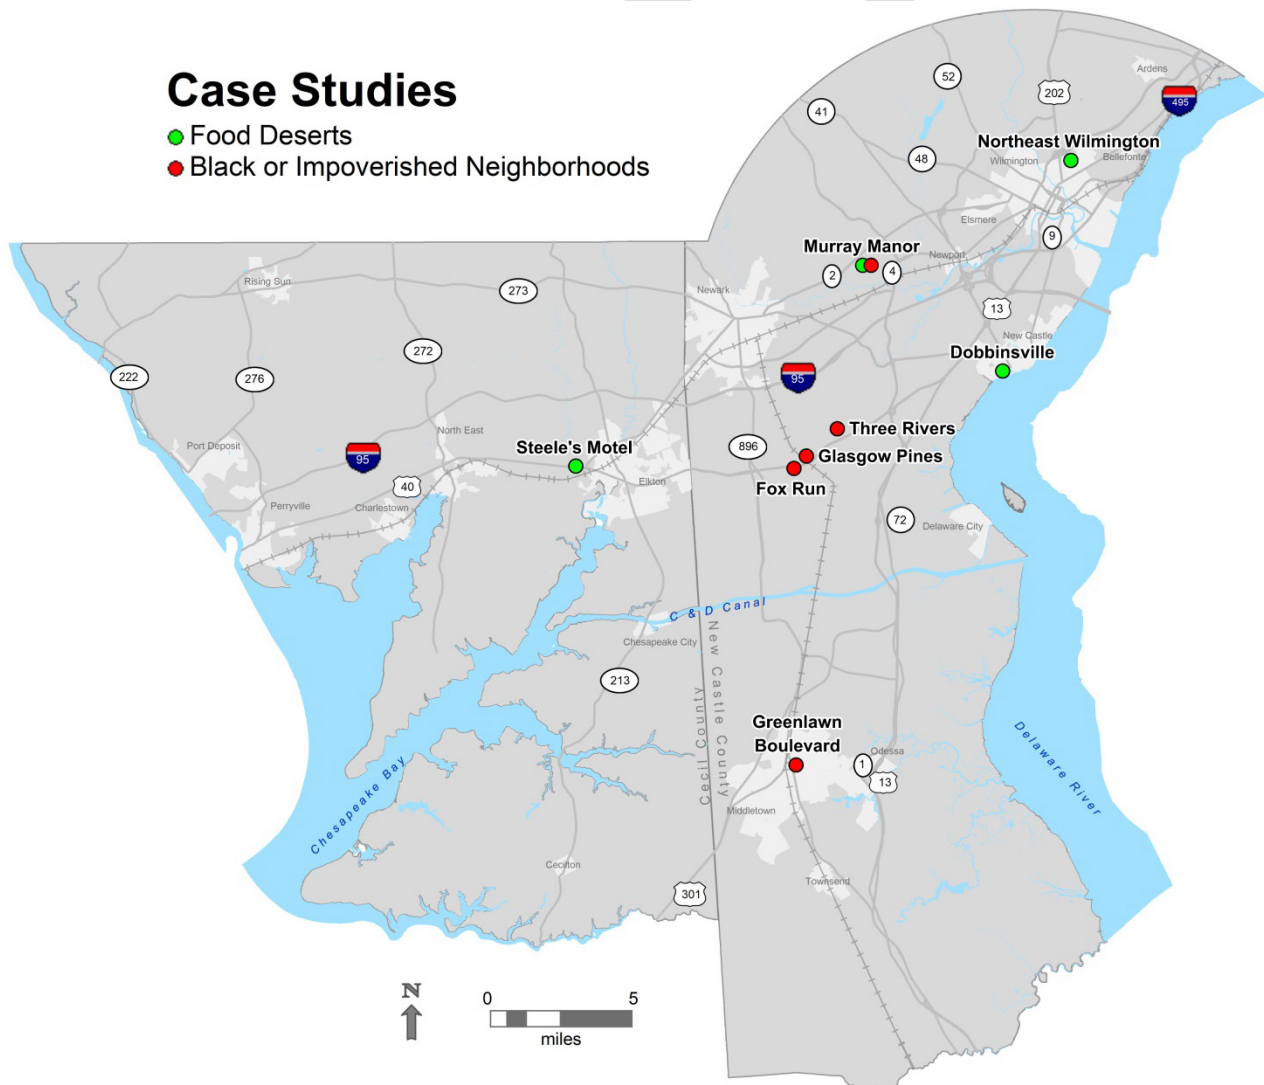 Case Studies
Food Deserts
Black or Impoverished Neighborhoods
52
202
Ardens
495
41
48
Northeast Wilmington
Wilmington
Bellefonte
Elsmere
9
Murray Manor
Newport
2
4
Rising Sun
273
Newark
13
New Castle
272
Dobbinsville
222
276
95
Three Rivers
North East
896
Port Deposit
Steele's Motel
95
Glasgow Pines
Fox Run
40
Elkton
Perryville
Charlestown
72
Delaware City
C & D Canal
Chesapeake City
New Castle County
Cecil County
213
Greenlawn
Boulevard
Odessa
1
13
Delaware River
Chesapeake Bay
Middletown
Cecilton
Townsend
301
N
0 5
miles